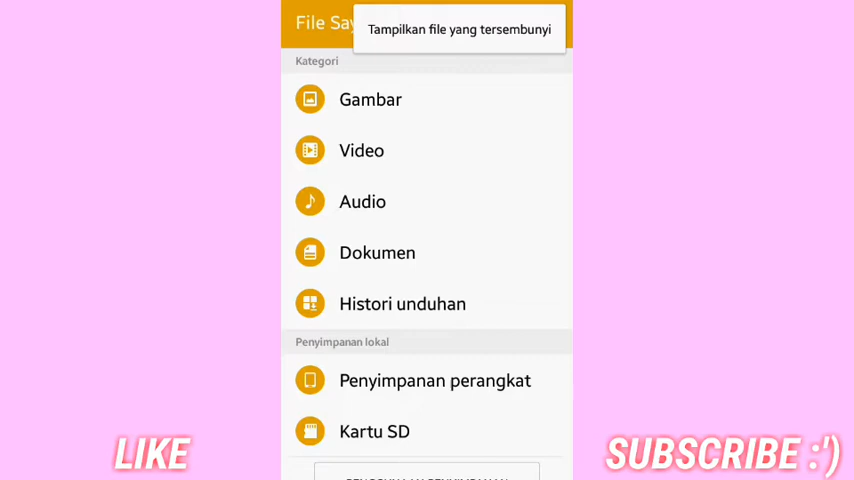 File Sa
Tampilkan file yang tersembunyi
Kategori
Gambar
Video
Audio
Dokumen
Histori unduhan
Penyimpanan lokal
Penyimpanan perangkat
Kartu SD
LIKE
SUBSCRIBE :')